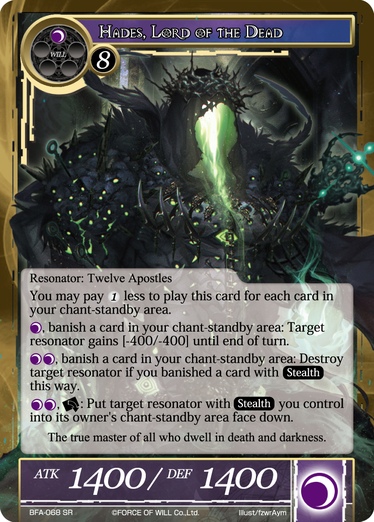 Hades, Lord of the Dead
WILL
8
Resonator: Twelve Apostles
You may pay 1 less to play this card for each card in
your chant-standby area.
, banish a card in your chant-standby area: Target
resonator gains [-400/-400] until end of turn.
, banish a card in your chant-standby area: Destroy
target resonator if you banished a card with Stealth
this way.
, : Put target resonator with Stealth you control
into its owner's chant-standby area face down.
The true master of all who dwell in death and darkness.
ATK 1400/ DEF 1400
BFA-068 SR ©FORCE OF WILL Co.,Ltd. Illust/fzwrAym